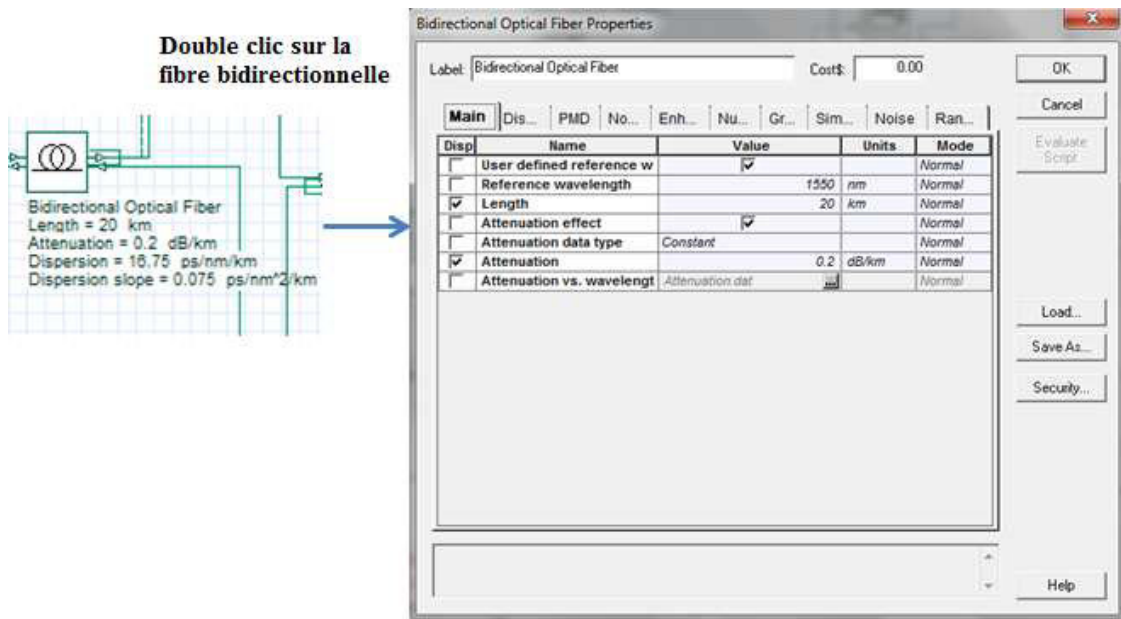 Double clic sur la
fibre bidirectionnelle
Bidirectional Optical Fiber
Length = 20 km
Attenuation = 0.2 dB/km
Dispersion = 16.75 ps/nm/km
Dispersion slope = 0.075 ps/nm^2/km
Bidirectional Optical Fiber Properties
Label: Bidirectional Optical Fiber Cost$: 0.00
OK
Cancel
Evaluate
Script
Main Dis... PMD No... Enh... Nu... Gr... Sim... Noise Ran...
Disp Name Value Units Mode
User defined reference w Normal
Reference wavelength 1550 nm Normal
Length 20 km Normal
Attenuation effect Normal
Attenuation data type Constant Normal
Attenuation 0.2 dB/km Normal
Attenuation vs. wavelengt Attenuation dat ... Normal
Load...
Save As...
Security...
Help